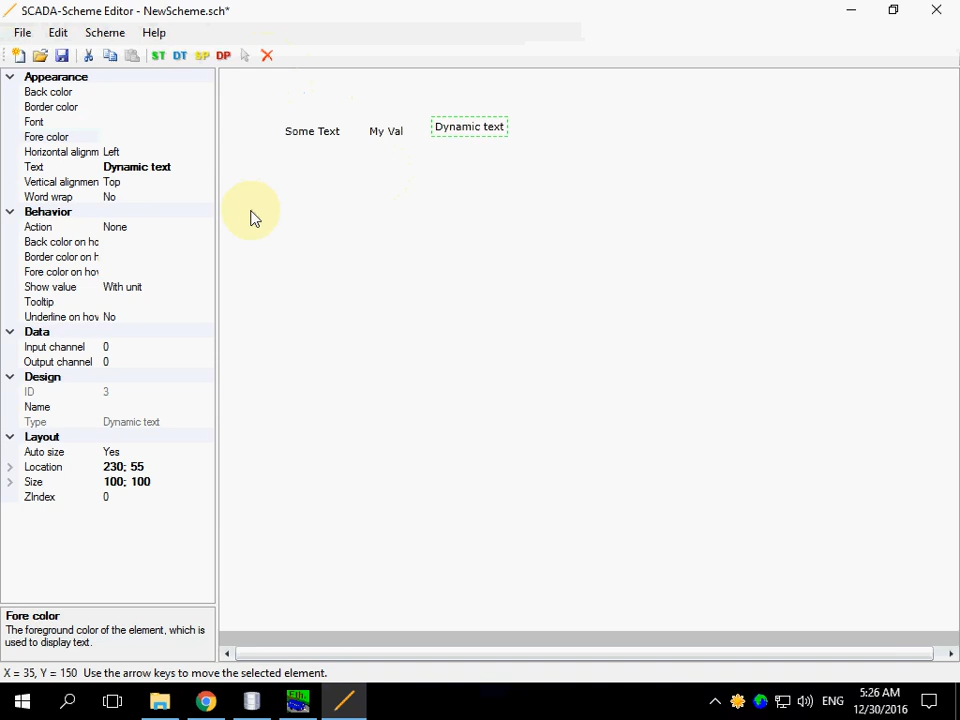 SCADA-Scheme Editor - NewScheme.sch*
File Edit Scheme Help
ST DT SP DP
Appearance
Back color
Border color
Font
Fore color
Horizontal alignm Left
Text Dynamic text
Vertical alignmen Top
Word wrap No
Behavior
Action None
Back color on ho
Border color on h
Fore color on hov
Show value With unit
Tooltip
Underline on hov No
Data
Input channel 0
Output channel 0
Design
ID 3
Name
Type Dynamic text
Layout
Auto size Yes
Location 230; 55
Size 100; 100
ZIndex 0
Some Text My Val Dynamic text
Fore color
The foreground color of the element, which is
used to display text.
X = 35, Y = 150 Use the arrow keys to move the selected element.
ENG
5:26 AM
12/30/2016